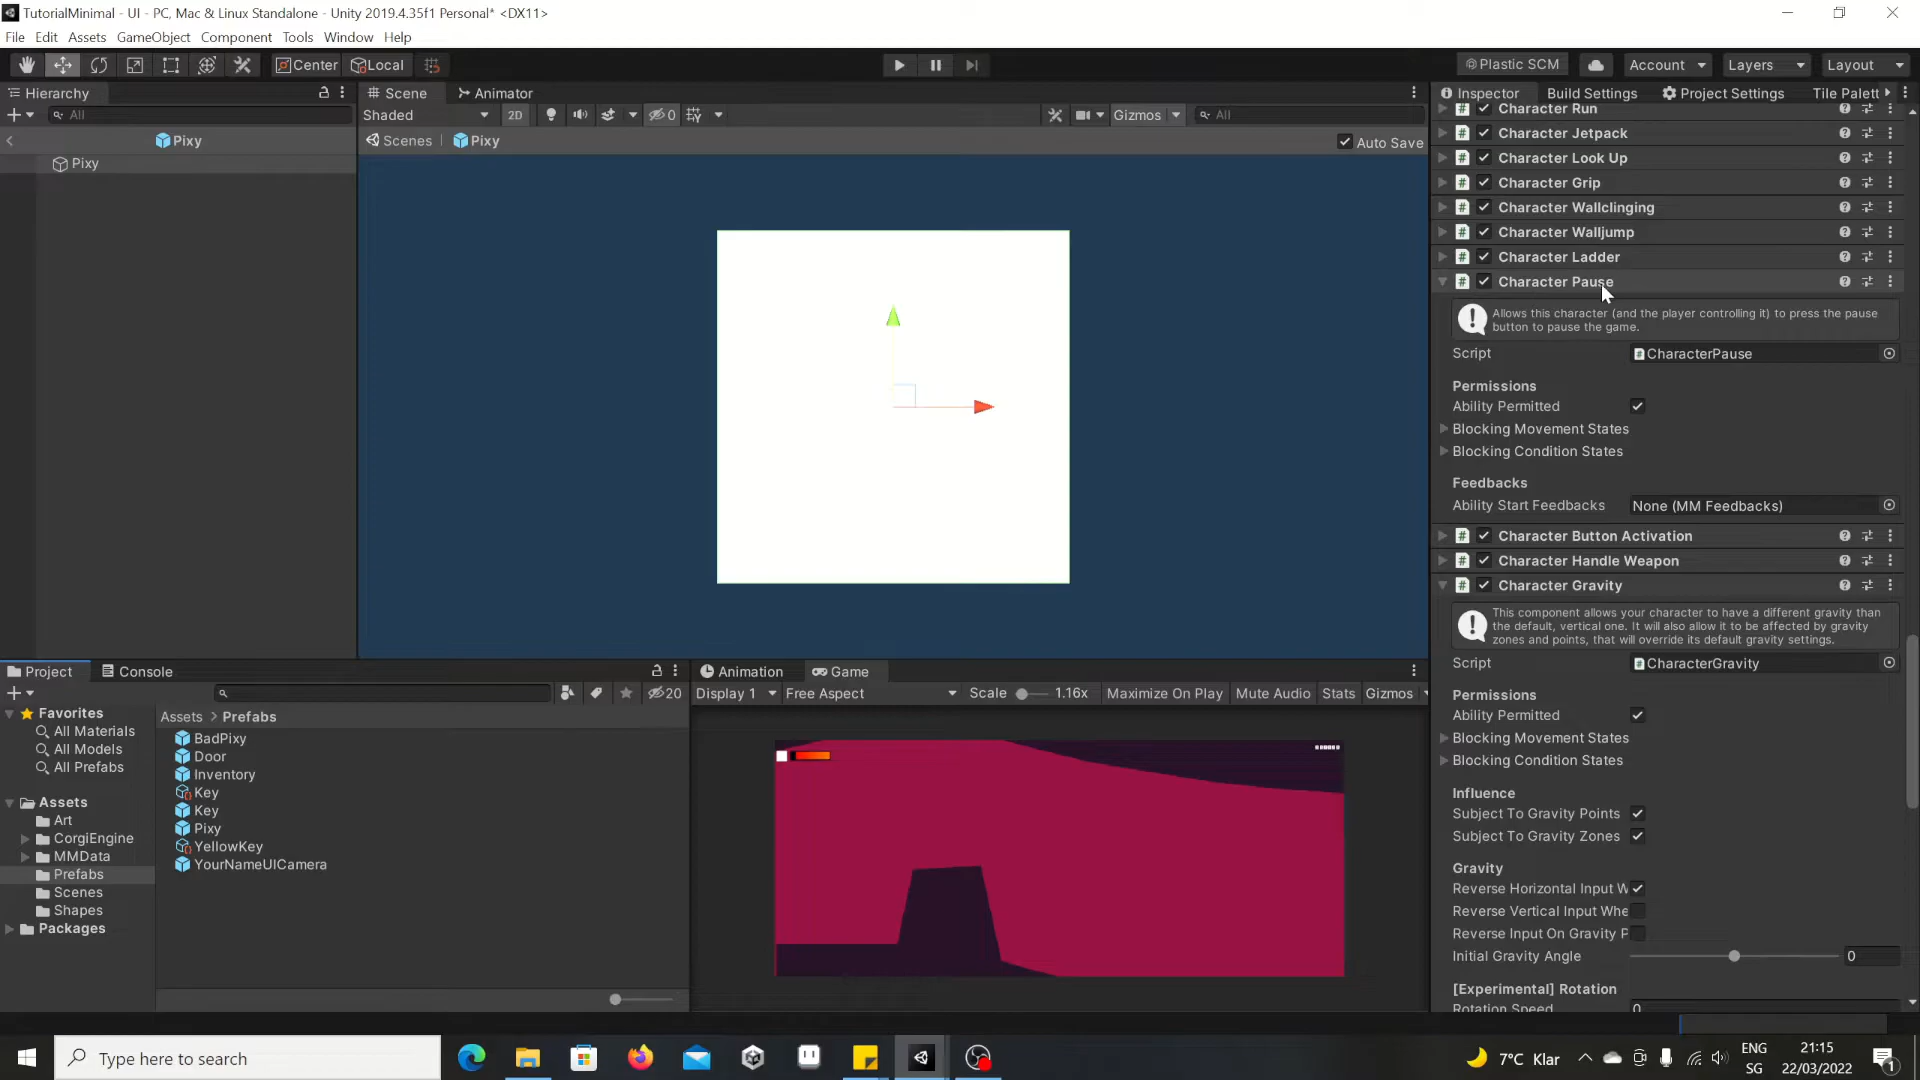 TutorialMinimal - UI - PC, Mac & Linux Standalone - Unity 2019.4.35f1 Personal* <DX11>
File Edit Assets GameObject Component Tools Window Help
Center Local Plastic SCM Account Layers Layout
Hierarchy
All
Pixy
Pixy
Scene Animator
Shaded 2D 0 Gizmos All
Scenes Pixy Auto Save
Inspector Build Settings Project Settings Tile Palett
Character Run
Character Jetpack
Character Look Up
Character Grip
Character Wallclinging
Character Walljump
Character Ladder
Character Pause
Allows this character (and the player controlling it) to press the pause
button to pause the game.
Script CharacterPause
Permissions
Ability Permitted
Blocking Movement States
Blocking Condition States
Feedbacks
Ability Start Feedbacks None (MM Feedbacks)
Character Button Activation
Character Handle Weapon
Character Gravity
This component allows your character to have a different gravity than
the default, vertical one. It will also allow it to be affected by gravity
zones and points, that will override its default gravity settings.
Script CharacterGravity
Permissions
Ability Permitted
Blocking Movement States
Blocking Condition States
Influence
Subject To Gravity Points
Subject To Gravity Zones
Gravity
Reverse Horizontal Input W
Reverse Vertical Input Whe
Reverse Input On Gravity P
Initial Gravity Angle 0
[Experimental] Rotation
Rotation Speed 0
Project Console
20
Favorites
All Materials
All Models
All Prefabs
Assets
Art
CorgiEngine
MMData
Prefabs
Scenes
Shapes
Packages
Assets > Prefabs
BadPixy
Door
Inventory
Key
Key
Pixy
YellowKey
YourNameUICamera
Animation Game
Display 1 Free Aspect Scale 1.16x Maximize On Play Mute Audio Stats Gizmos
Type here to search
7°C Klar
ENG
SG
21:15
22/03/2022
1